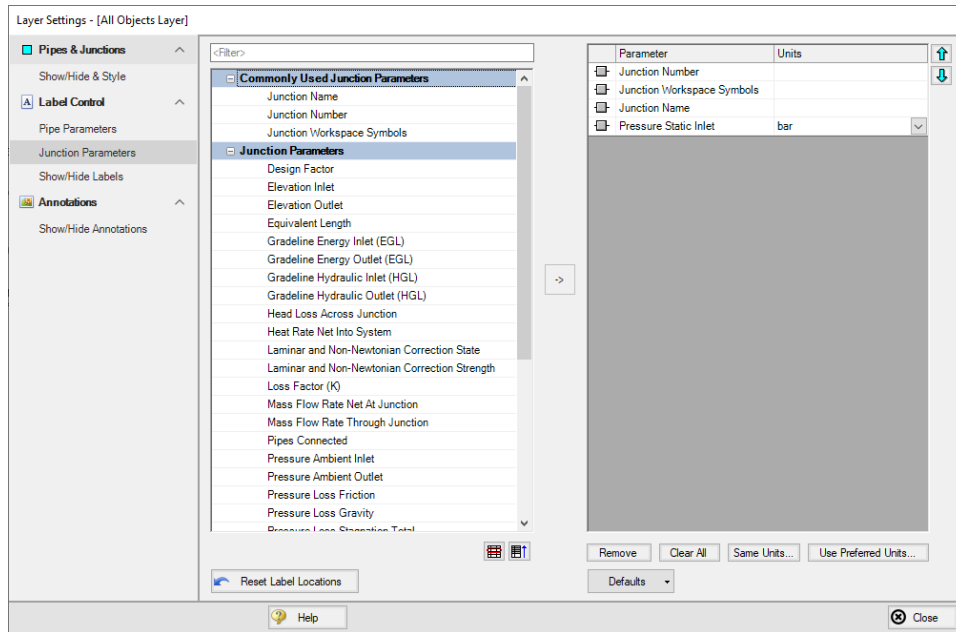 Layer Settings - [All Objects Layer]
Pipes & Junctions
Show/Hide & Style
A Label Control
Pipe Parameters
Junction Parameters
Show/Hide Labels
Annotations
Show/Hide Annotations
<Filter>
Commonly Used Junction Parameters
Junction Name
Junction Number
Junction Workspace Symbols
Junction Parameters
Design Factor
Elevation Inlet
Elevation Outlet
Equivalent Length
Gradeline Energy Inlet (EGL)
Gradeline Energy Outlet (EGL)
Gradeline Hydraulic Inlet (HGL)
Gradeline Hydraulic Outlet (HGL)
Head Loss Across Junction
Heat Rate Net Into System
Laminar and Non-Newtonian Correction State
Laminar and Non-Newtonian Correction Strength
Loss Factor (K)
Mass Flow Rate Net At Junction
Mass Flow Rate Through Junction
Pipes Connected
Pressure Ambient Inlet
Pressure Ambient Outlet
Pressure Loss Friction
Pressure Loss Gravity
Pressure Loss Stagnation Total
Reset Label Locations
->
Parameter Units
Junction Number
Junction Workspace Symbols
Junction Name
Pressure Static Inlet bar
Remove Clear All Same Units... Use Preferred Units...
Defaults
Help
Close